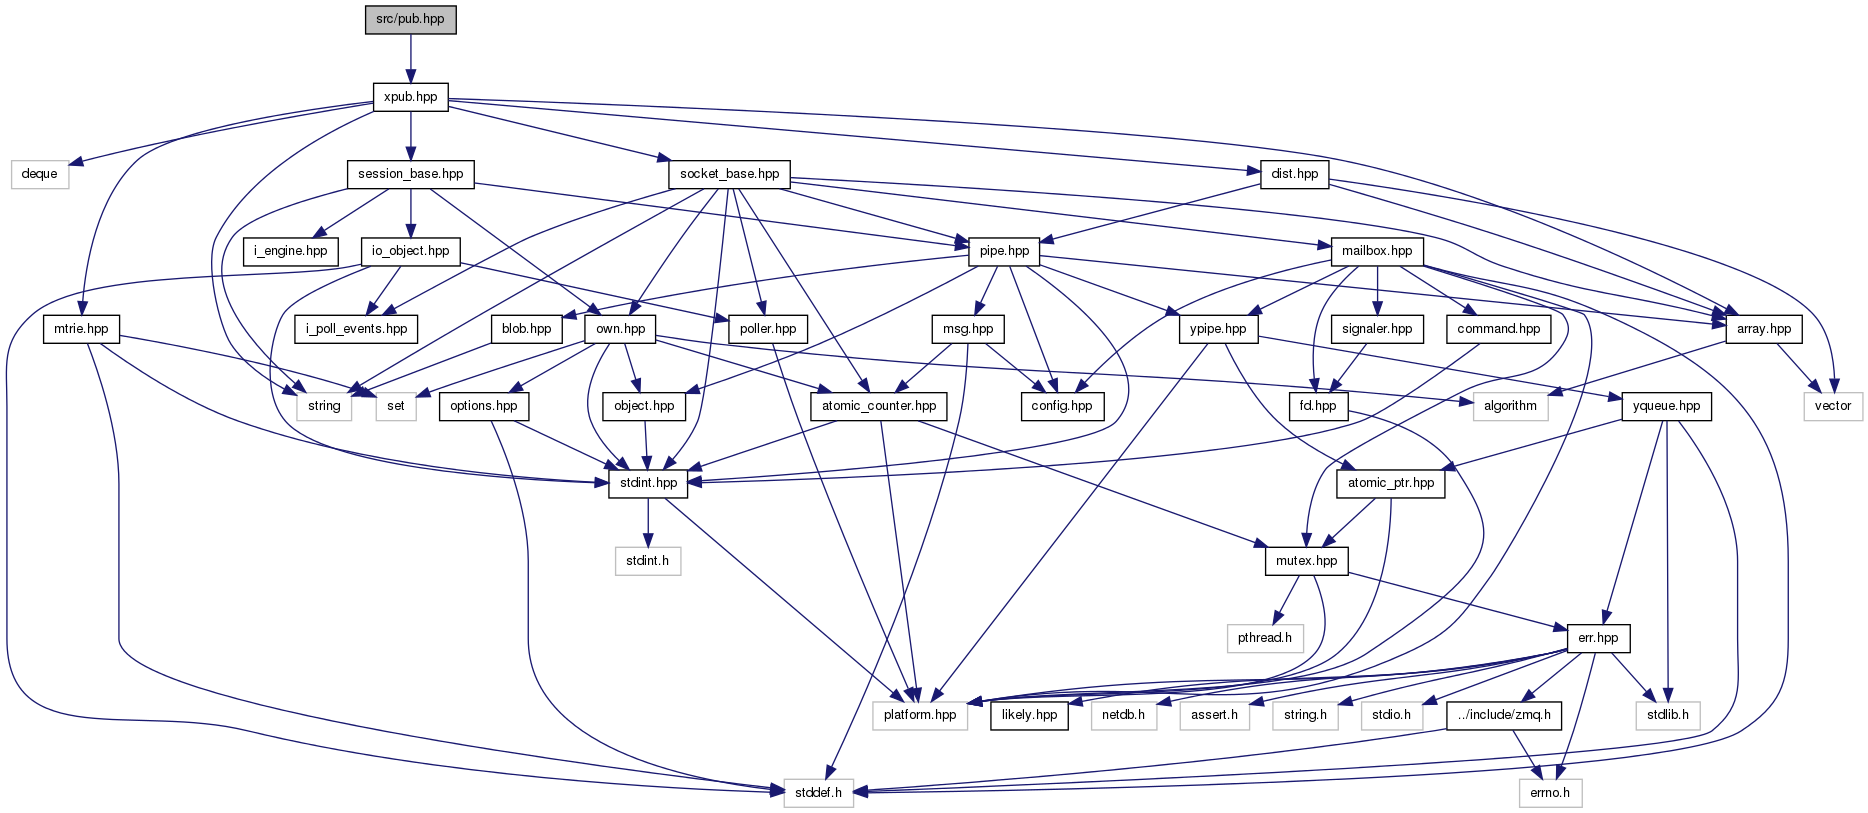 src/pub.hpp
xpub.hpp
deque
session_base.hpp
socket_base.hpp
dist.hpp
i_engine.hpp
io_object.hpp
pipe.hpp
mailbox.hpp
mtrie.hpp
i_poll_events.hpp
blob.hpp
own.hpp
poller.hpp
msg.hpp
ypipe.hpp
signaler.hpp
command.hpp
array.hpp
string
set
options.hpp
object.hpp
atomic_counter.hpp
config.hpp
fd.hpp
algorithm
yqueue.hpp
vector
stdint.hpp
atomic_ptr.hpp
stdint.h
mutex.hpp
pthread.h
err.hpp
platform.hpp
likely.hpp
netdb.h
assert.h
string.h
stdio.h
../include/zmq.h
stdlib.h
stddef.h
errno.h